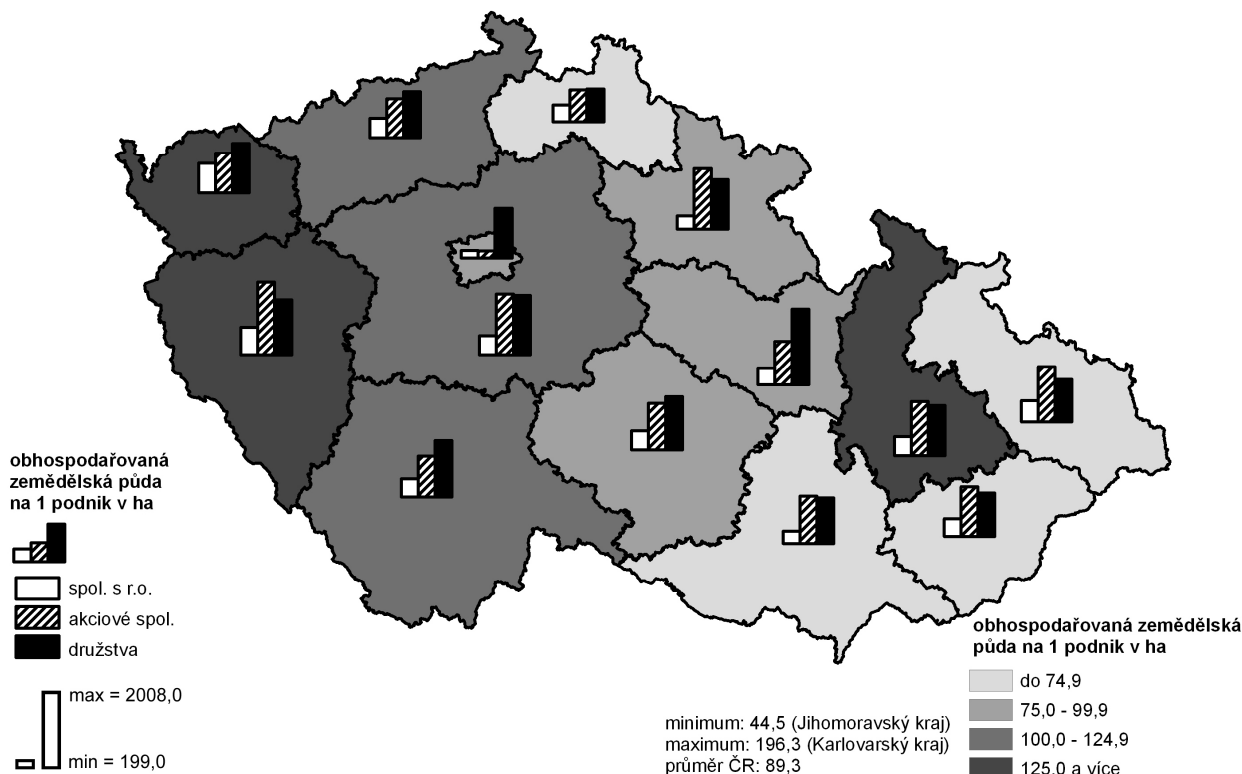 obhospodařovaná
zemědělská půda
na 1 podnik v ha
spol. s r.o.
akciové spol.
družstva
max = 2008,0
min = 199,0
minimum: 44,5 (Jihomoravský kraj)
maximum: 196,3 (Karlovarský kraj)
průměr ČR: 89,3
obhospodařovaná zemědělská
půda na 1 podnik v ha
do 74,9
75,0 - 99,9
100,0 - 124,9
125,0 a více